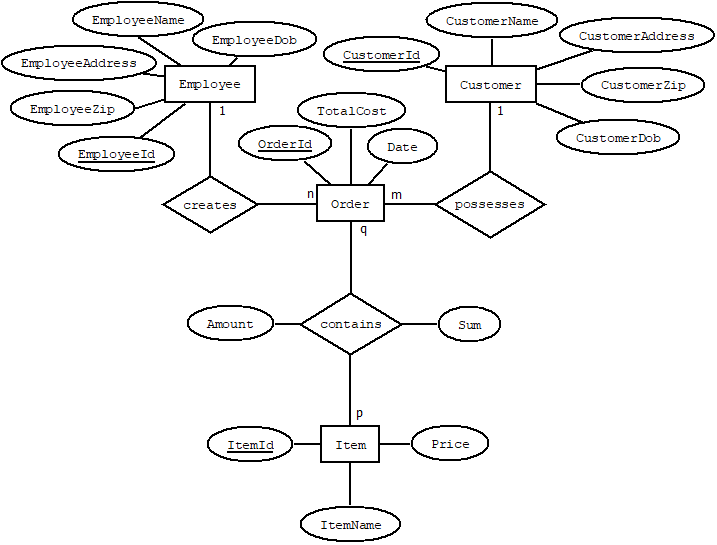 EmployeeName
CustomerName
CustomerAddress
EmployeeDob
CustomerId
EmployeeAddress
Employee
Customer
CustomerZip
EmployeeZip
1
TotalCost
1
CustomerDob
OrderId
Date
EmployeeId
n
m
creates
Order
possesses
q
Amount
contains
Sum
p
ItemId
Item
Price
ItemName